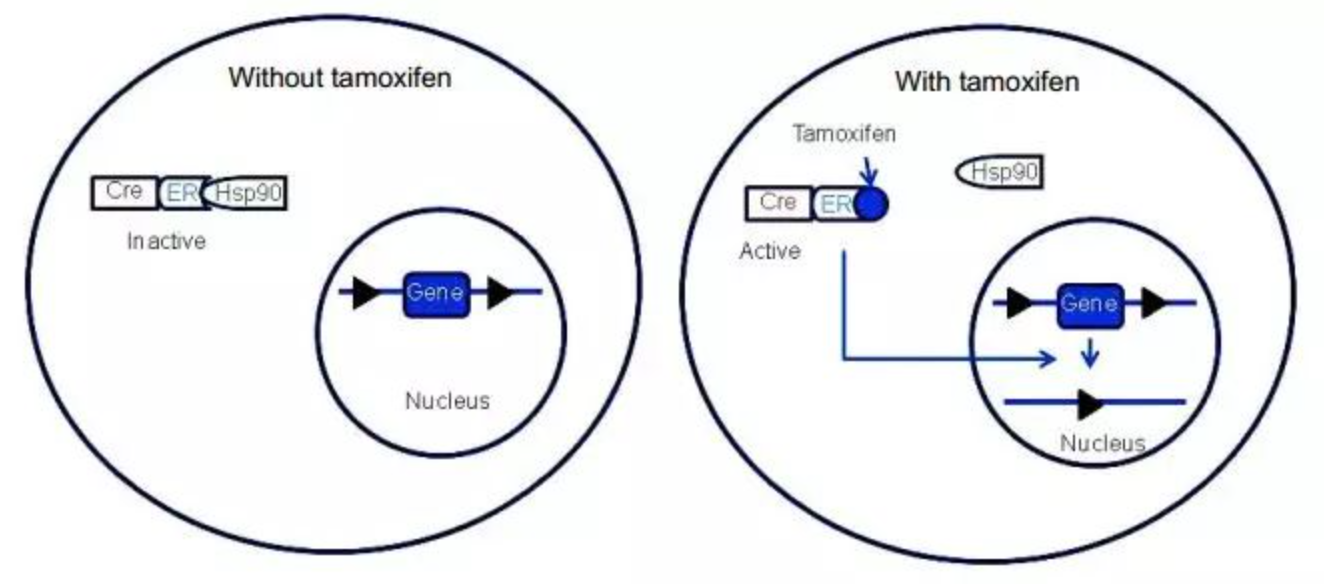 Without tamoxifen
Cre
ER
Hsp90
Inactive
Gene
Nucleus
With tamoxifen
Tamoxifen
Hsp90
Cre
ER
Active
Gene
Nucleus